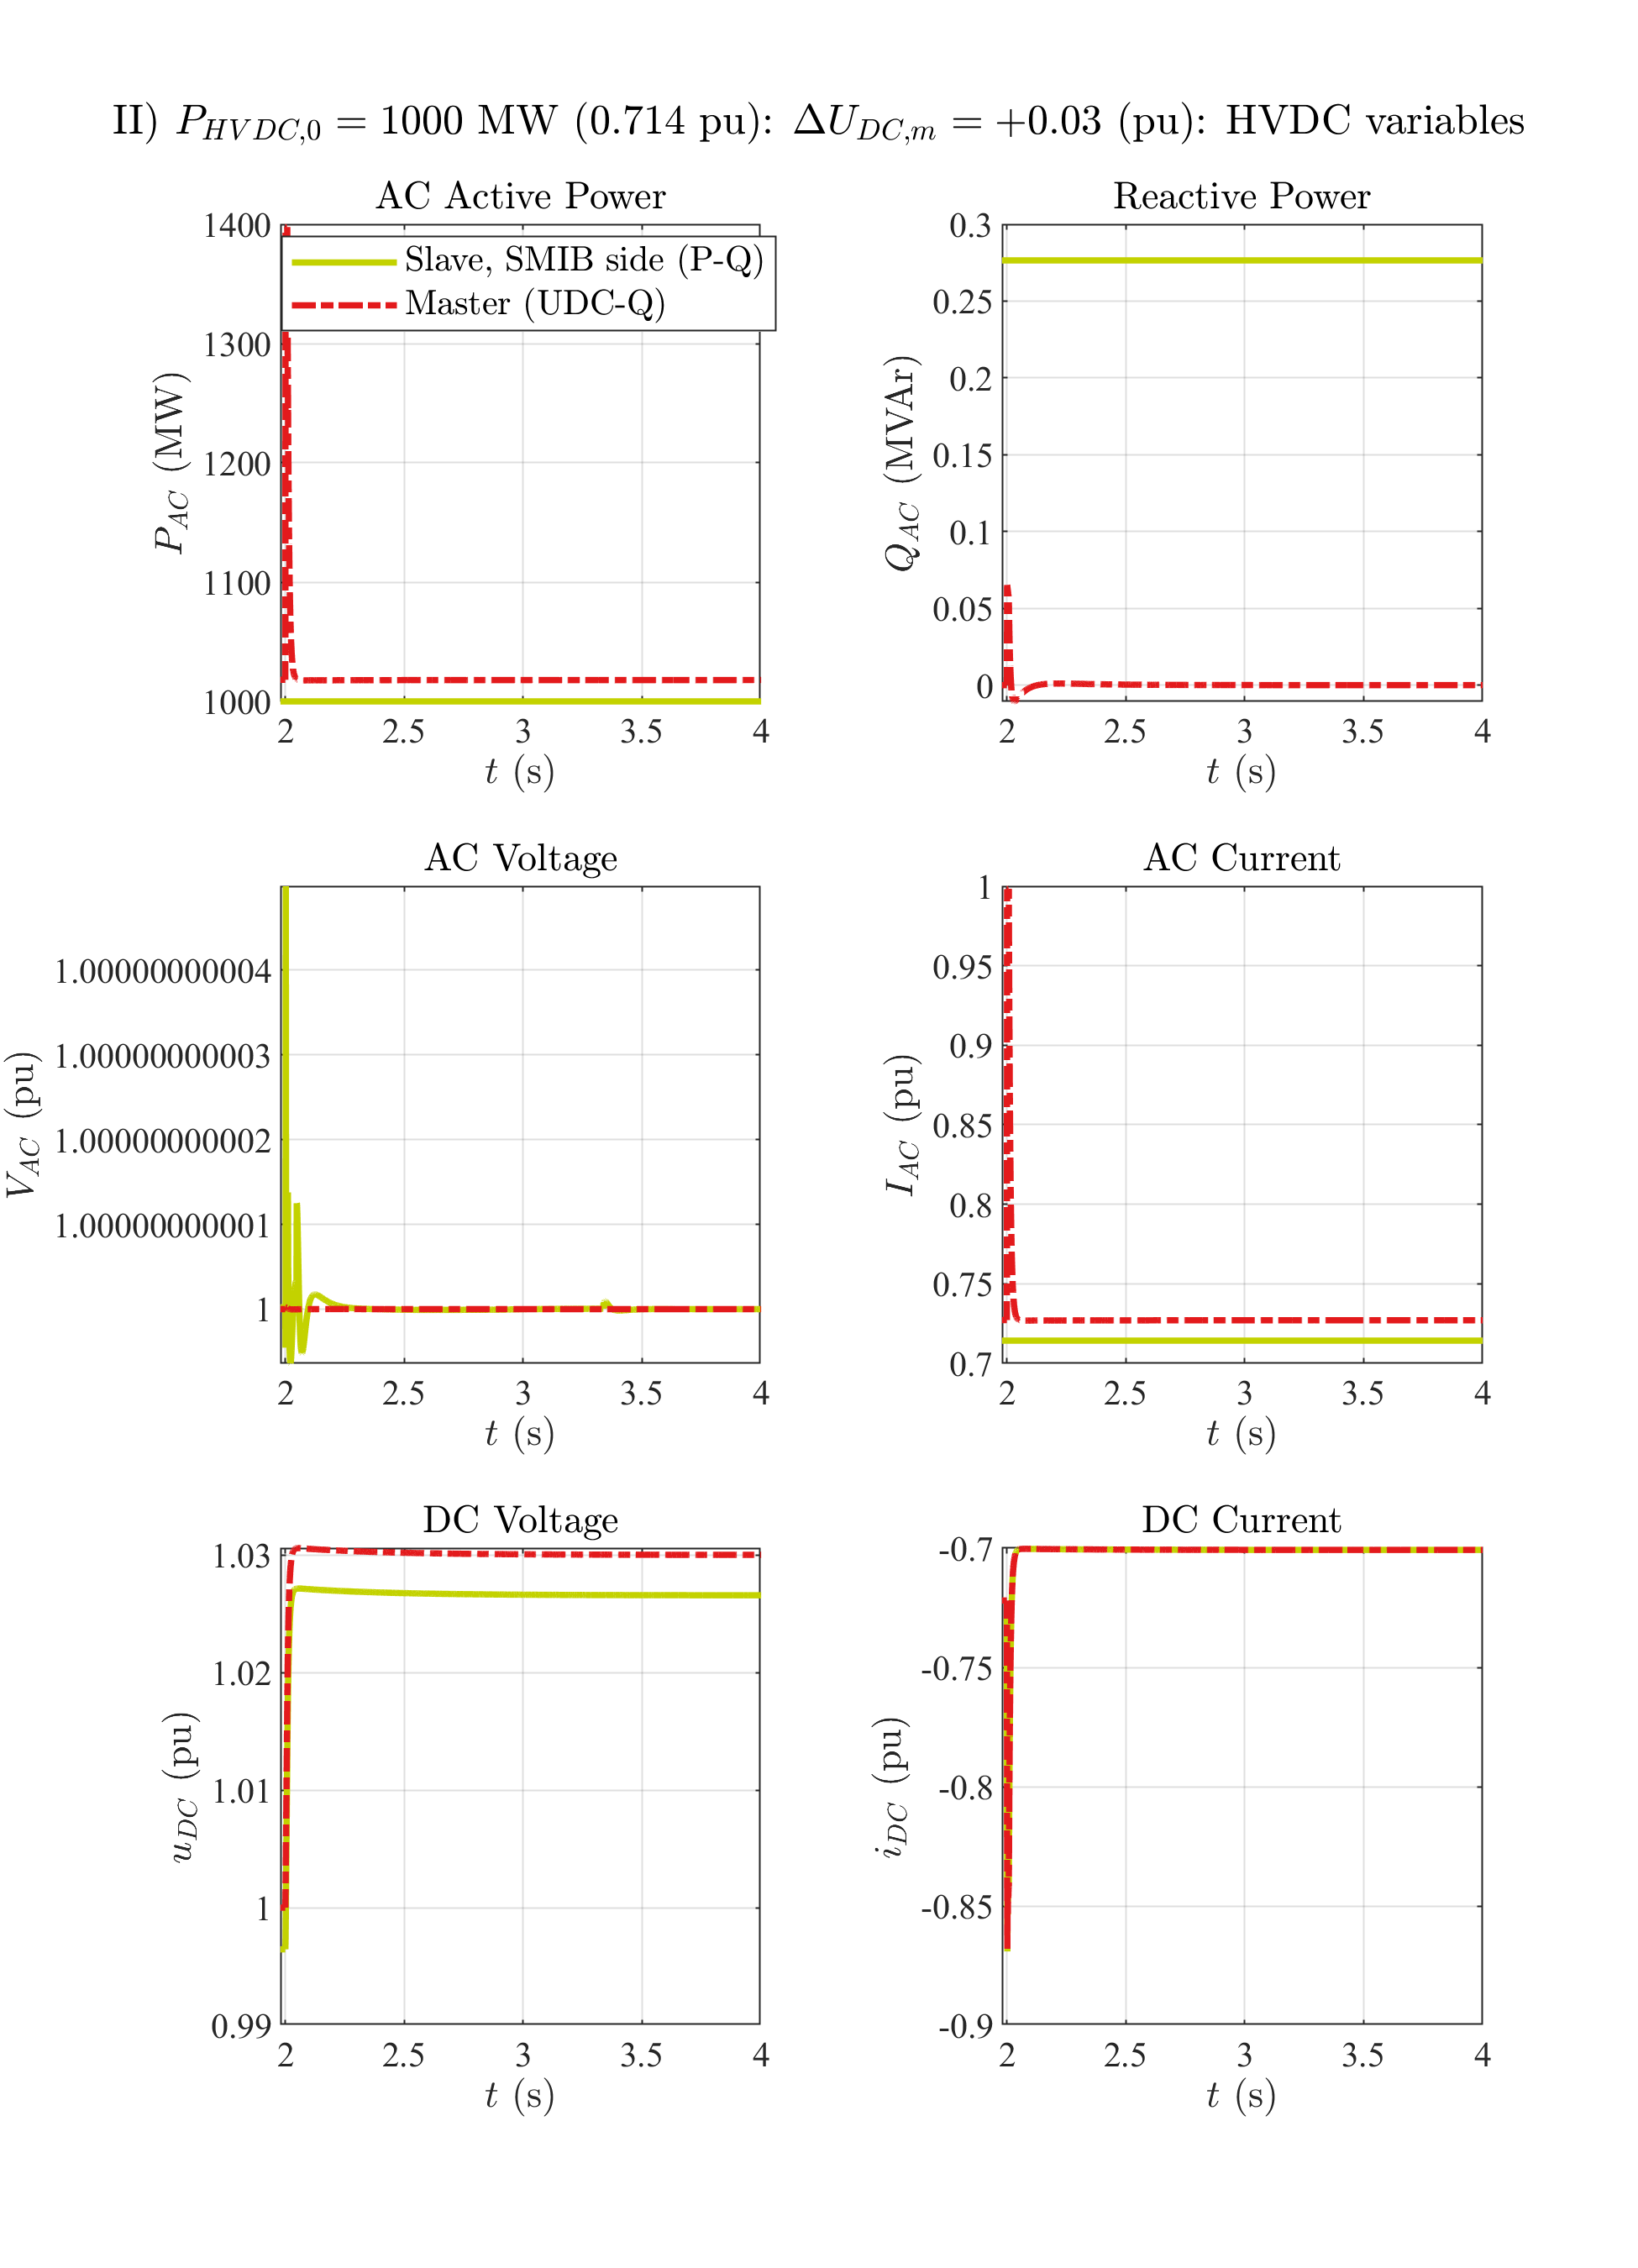 II) P_{HVDC,0} = 1000 MW (0.714 pu): ΔU_{DC,m} = +0.03 (pu): HVDC variables
AC Active Power
1400
1300
1200
1100
1000
P_{AC} (MW)
Slave, SMIB side (P-Q)
Master (UDC-Q)
2 2.5 3 3.5 4
t (s)
Reactive Power
0.3
0.25
0.2
0.15
0.1
0.05
0
Q_{AC} (MVAr)
2 2.5 3 3.5 4
t (s)
AC Voltage
1.00000000004
1.00000000003
1.00000000002
1.00000000001
1
V_{AC} (pu)
2 2.5 3 3.5 4
t (s)
AC Current
1
0.95
0.9
0.85
0.8
0.75
0.7
I_{AC} (pu)
2 2.5 3 3.5 4
t (s)
DC Voltage
1.03
1.02
1.01
1
0.99
u_{DC} (pu)
2 2.5 3 3.5 4
t (s)
DC Current
-0.7
-0.75
-0.8
-0.85
-0.9
i_{DC} (pu)
2 2.5 3 3.5 4
t (s)